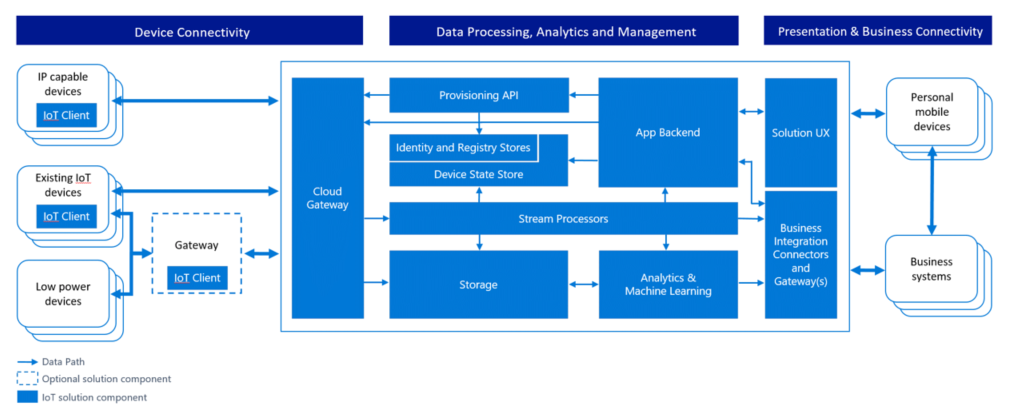 Device Connectivity
Data Processing, Analytics and Management
Presentation & Business Connectivity
IP capable
devices
IoT Client
Existing IoT
devices
IoT Client
Gateway
IoT Client
Low power
devices
Cloud
Gateway
Provisioning API
Identity and Registry Stores
Device State Store
App Backend
Stream Processors
Storage
Analytics &
Machine Learning
Solution UX
Business
Integration
Connectors
and
Gateway(s)
Personal
mobile
devices
Business
systems
Data Path
Optional solution component
IoT solution component